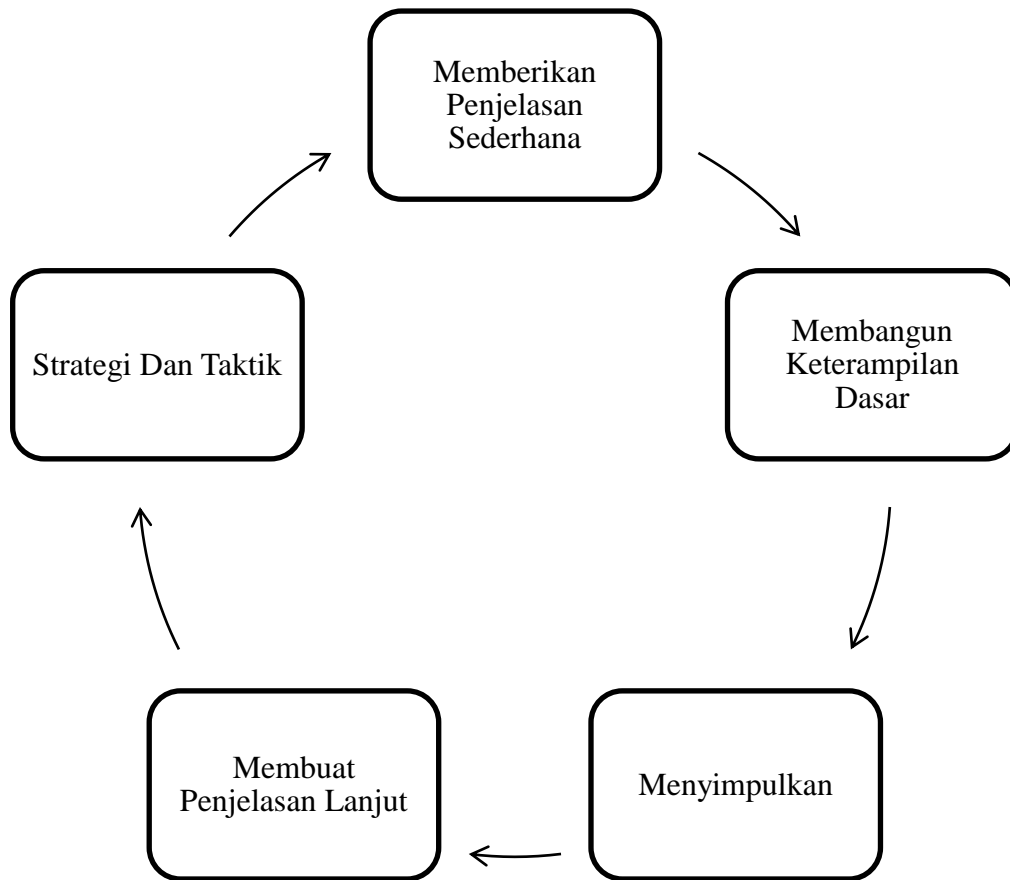 Memberikan
Penjelasan
Sederhana
Membangun
Keterampilan
Dasar
Menyimpulkan
Membuat
Penjelasan Lanjut
Strategi Dan Taktik